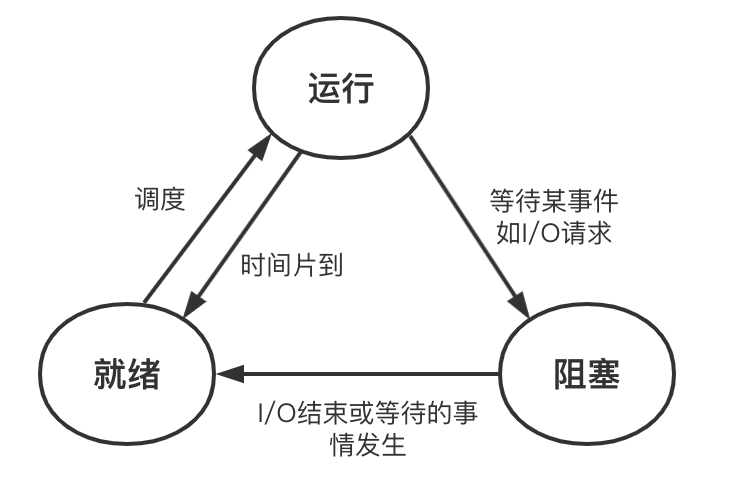 运行
调度
等待某事件
如I/O请求
时间片到
就绪
阻塞
I/O结束或等待的事
情发生